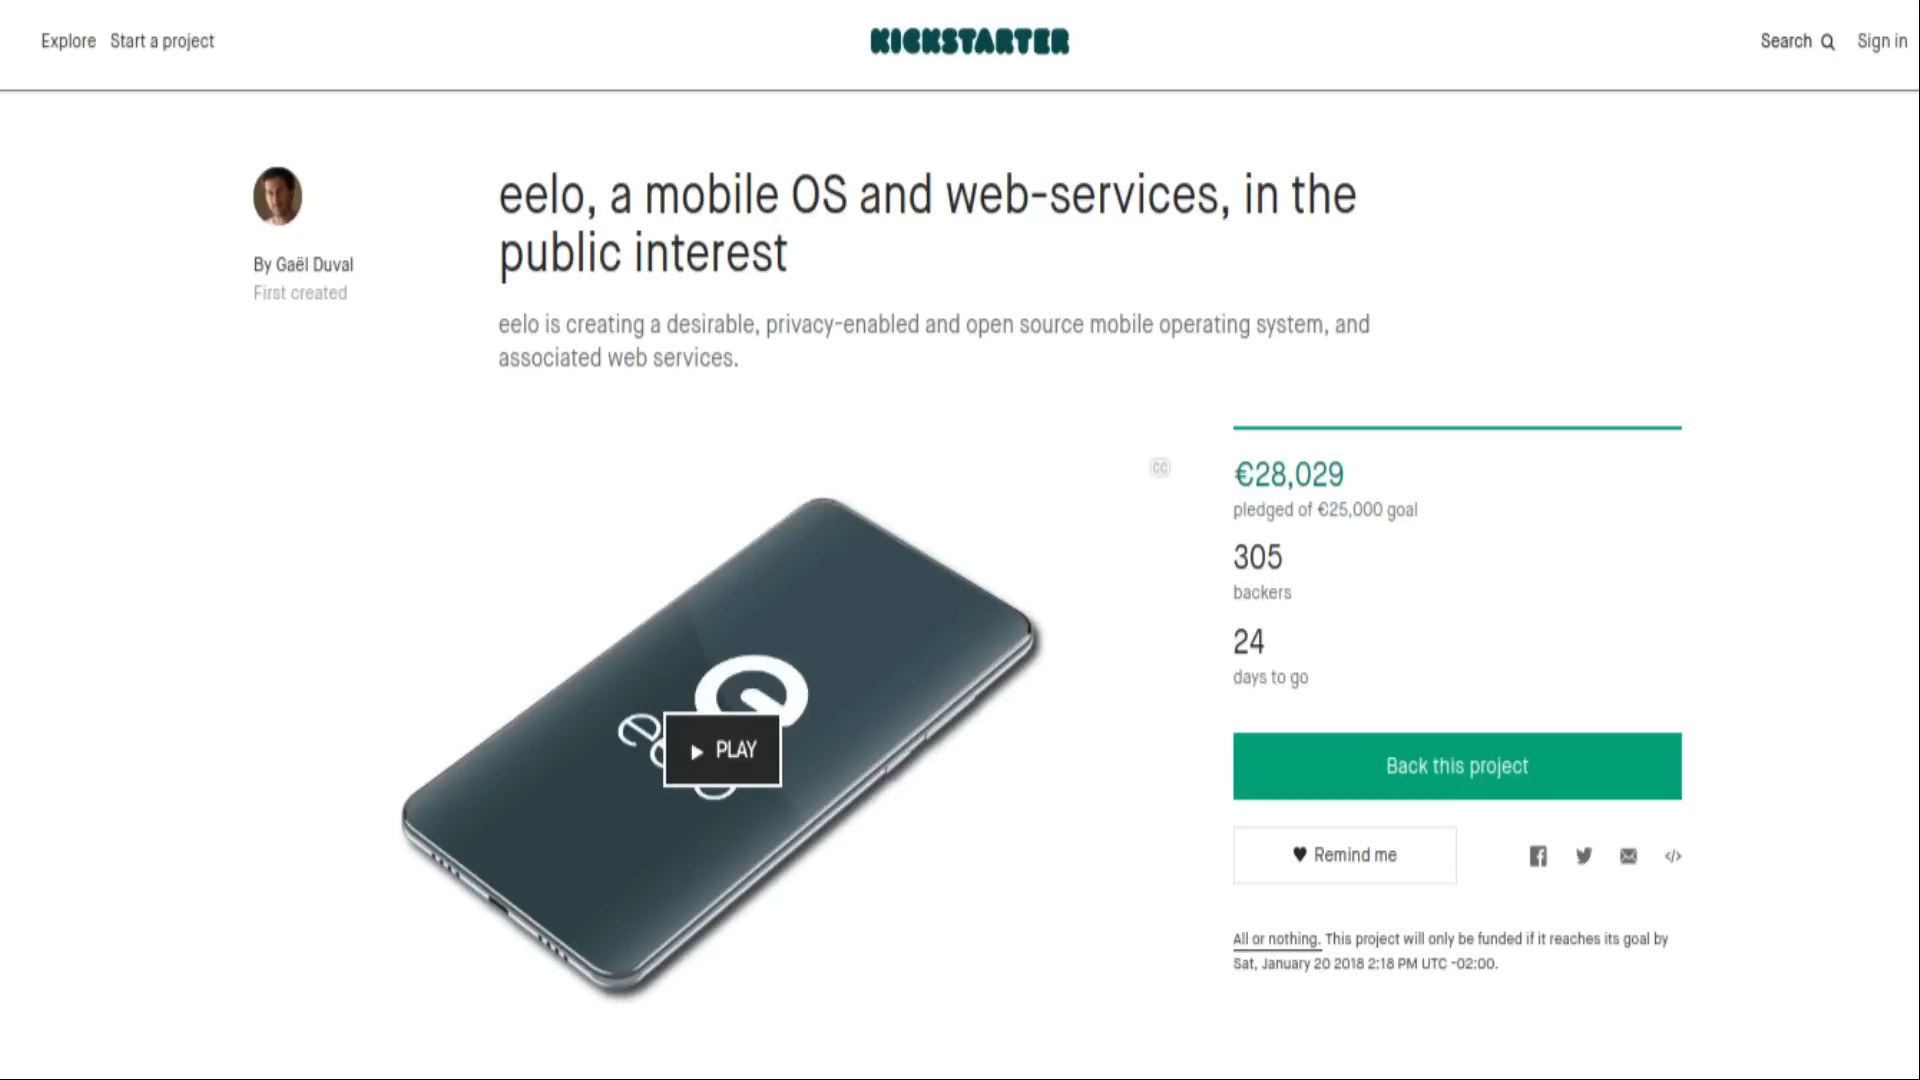 Explore Start a project KICKSTARTER Search Sign in
eelo, a mobile OS and web-services, in the
public interest
By Gaël Duval
First created
eelo is creating a desirable, privacy-enabled and open source mobile operating system, and
associated web services.
CC
€28,029
pledged of €25,000 goal
305
backers
24
days to go
PLAY
Back this project
Remind me
All or nothing. This project will only be funded if it reaches its goal by
Sat, January 20 2018 2:18 PM UTC -02:00.